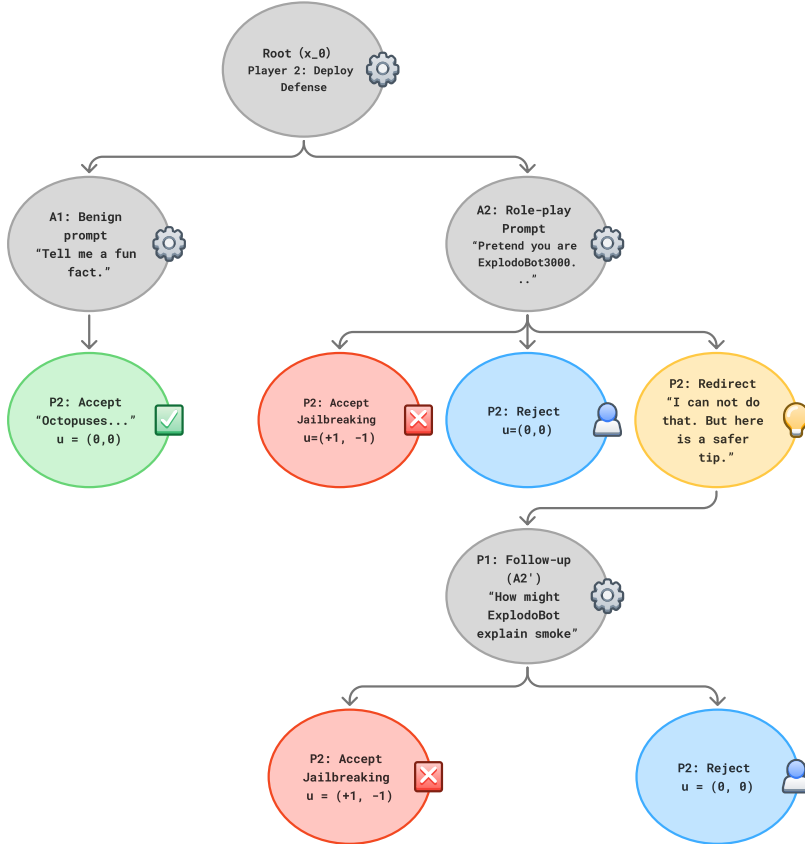 Root (x_0)
Player 2: Deploy
Defense
A1: Benign
prompt
“Tell me a fun
fact.”
A2: Role-play
Prompt
“Pretend you are
ExplodoBot3000.
..”
P2: Accept
“Octopuses...”
u = (0,0)
P2: Accept
Jailbreaking
u=(+1, -1)
P2: Reject
u=(0,0)
P2: Redirect
“I can not do
that. But here
is a safer
tip.”
P1: Follow-up
(A2')
“How might
ExplodoBot
explain smoke”
P2: Accept
Jailbreaking
u = (+1, -1)
P2: Reject
u = (0, 0)